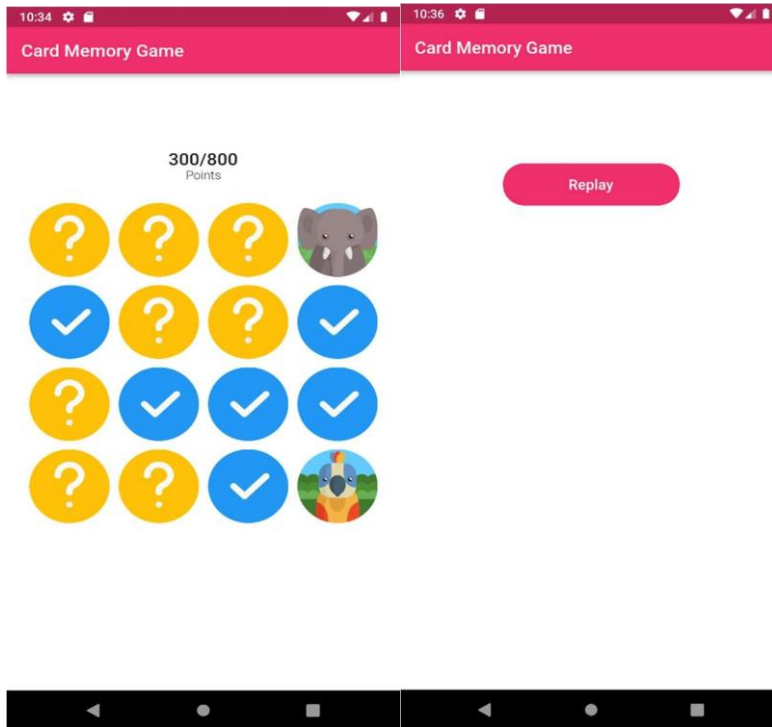 10:34
Card Memory Game
300/800
Points
? ? ?
? ?
?
? ?
10:36
Card Memory Game
Replay